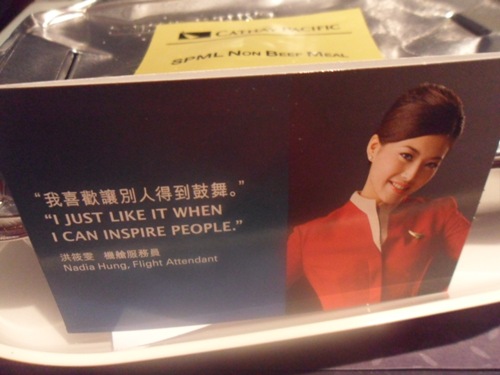 CATHAY PACIFIC
SPML NON BEEF MEAL
“我喜歡讓別人得到鼓舞。”
“I JUST LIKE IT WHEN
I CAN INSPIRE PEOPLE.”
洪筱雯 機艙服務員
Nadia Hung, Flight Attendant